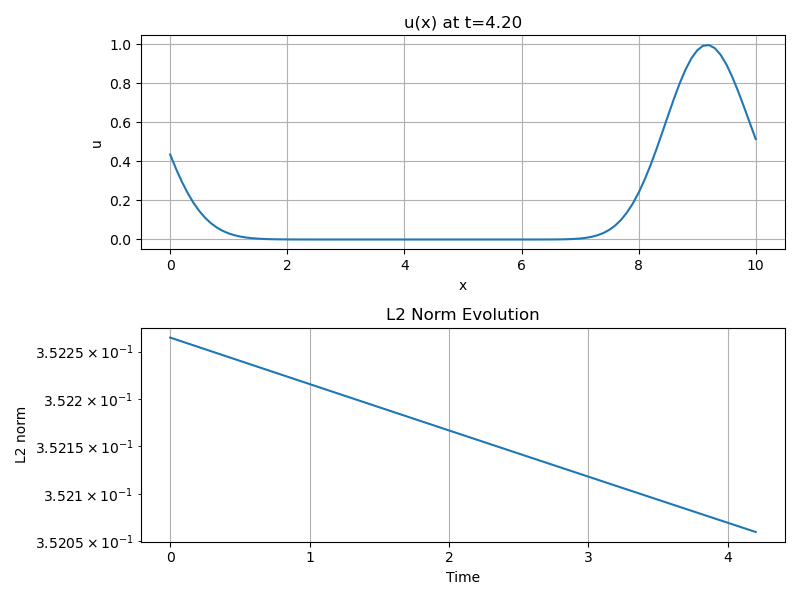 u(x) at t=4.20
1.0
0.8
0.6
0.4
0.2
0.0
u
0 2 4 6 8 10
x
L2 Norm Evolution
3.5225 × 10⁻¹
3.522 × 10⁻¹
3.5215 × 10⁻¹
3.521 × 10⁻¹
3.5205 × 10⁻¹
L2 norm
0 1 2 3 4
Time